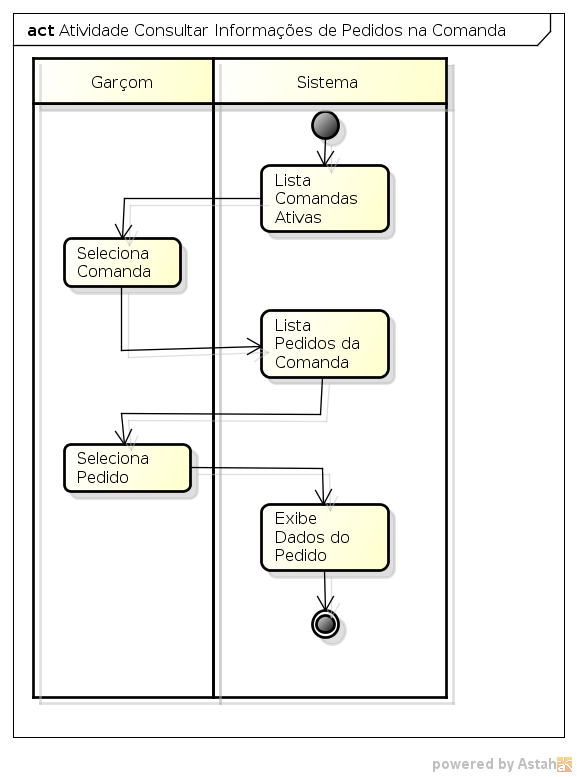 act Atividade Consultar Informações de Pedidos na Comanda
Garçom
Sistema
Lista
Comandas
Ativas
Seleciona
Comanda
Lista
Pedidos da
Comanda
Seleciona
Pedido
Exibe
Dados do
Pedido
powered by Astah